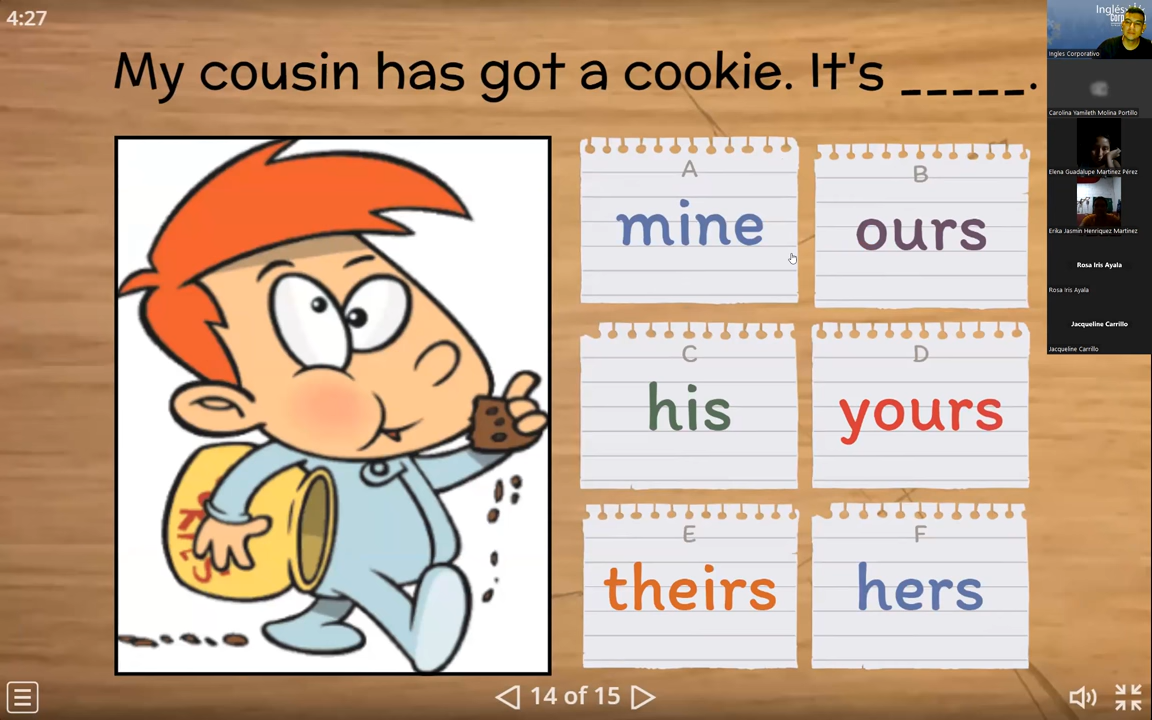 4:27
My cousin has got a cookie. It's _____.
A
mine
B
ours
C
his
D
yours
E
theirs
F
hers
14 of 15
Inglés
Corp
Ingles Corporativo
Carolina Yamileth Molina Portillo
Elena Guadalupe Martinez Pérez
Erika Jasmin Henriquez Martinez
Rosa Iris Ayala
Rosa Iris Ayala
Jacqueline Carrillo
Jacqueline Carrillo